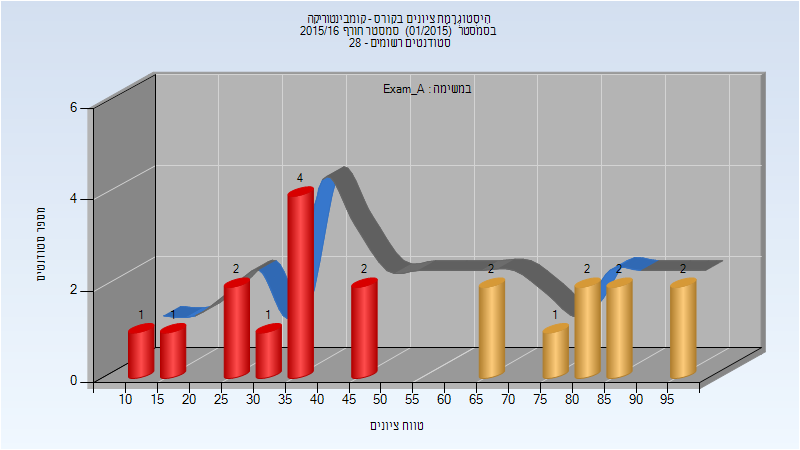 היסטוגרמת ציונים בקורס - קומבינטוריקה
בסמסטר (01/2015) סמסטר חורף 2015/16
סטודנטים רשומים - 28
במשימה : Exam_A
מספר סטודנטים
6
4
2
0
1 1 2 1 4 2 2 1 2 2 2
10 15 20 25 30 35 40 45 50 55 60 65 70 75 80 85 90 95
טווח ציונים